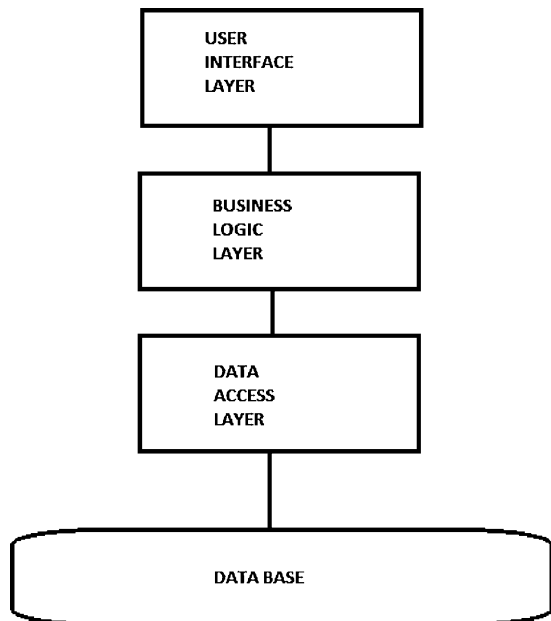 USER
INTERFACE
LAYER
BUSINESS
LOGIC
LAYER
DATA
ACCESS
LAYER
DATA BASE